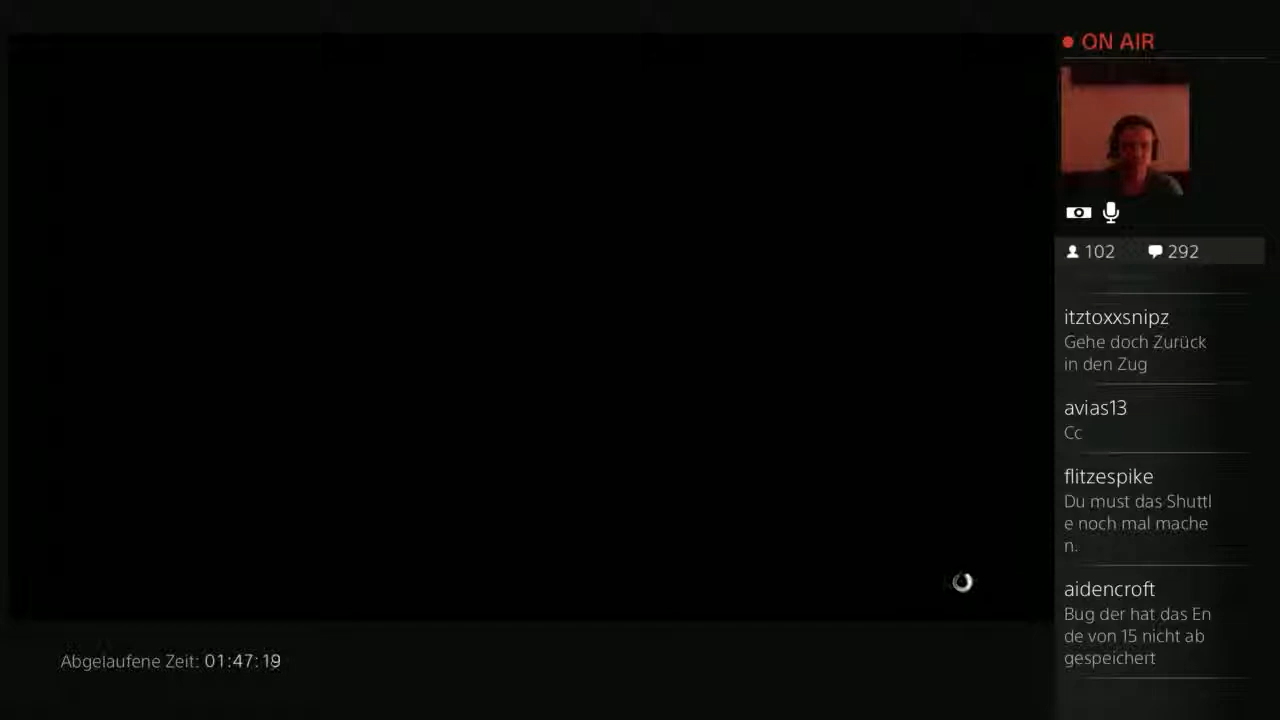 ON AIR
102 292
itztoxxsnipz
Gehe doch Zurück
in den Zug
avias13
Cc
flitzespike
Du must das Shuttl
e noch mal mache
n.
aidencroft
Bug der hat das En
de von 15 nicht ab
gespeichert
Abgelaufene Zeit: 01:47:19